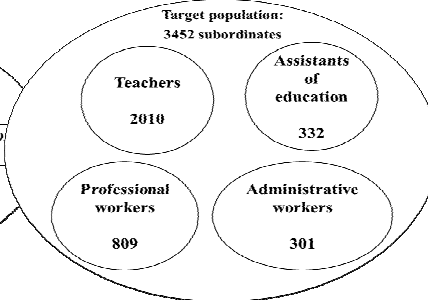 Target population:
3452 subordinates
Teachers
2010
Assistants
of
education
332
Professional
workers
809
Administrative
workers
301